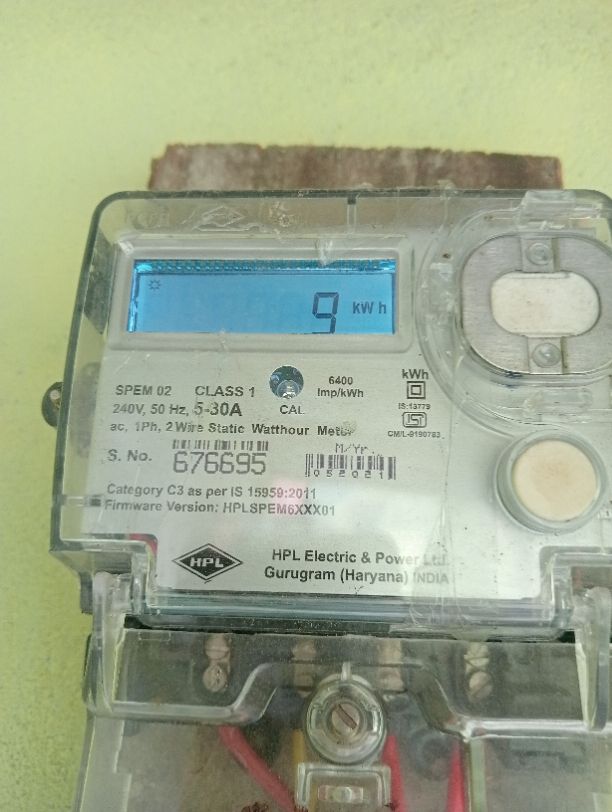 9 kWh
SPEM 02 CLASS 1 6400 kWh
240V, 50 Hz, 5-30A CAL Imp/kWh IS:13779
ac, 1Ph, 2 Wire Static Watthour Meter CM/L-9190783
M/Yr.
S. No. 676695 052021
Category C3 as per IS 15959:2011
Firmware Version: HPLSPEM6XXX01
HPL HPL Electric & Power Ltd.
Gurugram (Haryana) INDIA